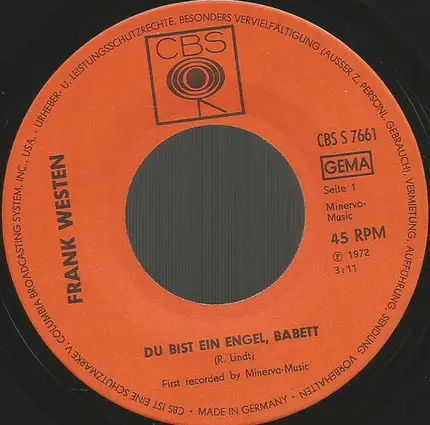 CBS
CBS S 7661
GEMA
Seite 1
Minerva-
Music
45 RPM
℗ 1972
3:11
FRANK WESTEN
DU BIST EIN ENGEL, BABETT
(R. Lindt)
First recorded by Minerva-Music
CBS IST EINE SCHUTZMARKE V. COLUMBIA BROADCASTING SYSTEM, INC., USA. · URHEBER- U. LEISTUNGSSCHUTZRECHTE, BESONDERS VERVIELFÄLTIGUNG (AUSSER Z. PERSÖNL. GEBRAUCH), VERMIETUNG, AUFFÜHRUNG, SENDUNG VORBEHALTEN · MADE IN GERMANY ·